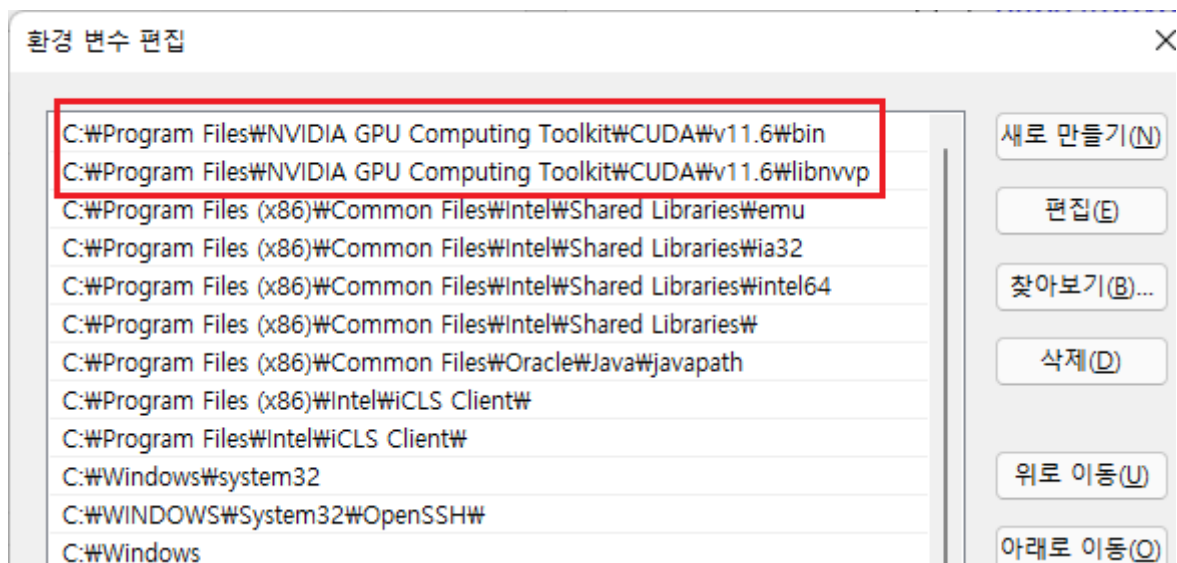 환경 변수 편집
C:₩Program Files₩NVIDIA GPU Computing Toolkit₩CUDA₩v11.6₩bin
C:₩Program Files₩NVIDIA GPU Computing Toolkit₩CUDA₩v11.6₩libnvvp
C:₩Program Files (x86)₩Common Files₩Intel₩Shared Libraries₩emu
C:₩Program Files (x86)₩Common Files₩Intel₩Shared Libraries₩ia32
C:₩Program Files (x86)₩Common Files₩Intel₩Shared Libraries₩intel64
C:₩Program Files (x86)₩Common Files₩Intel₩Shared Libraries₩
C:₩Program Files (x86)₩Common Files₩Oracle₩Java₩javapath
C:₩Program Files (x86)₩Intel₩iCLS Client₩
C:₩Program Files₩Intel₩iCLS Client₩
C:₩Windows₩system32
C:₩WINDOWS₩System32₩OpenSSH₩
C:₩Windows
새로 만들기(N)
편집(E)
찾아보기(B)...
삭제(D)
위로 이동(U)
아래로 이동(O)